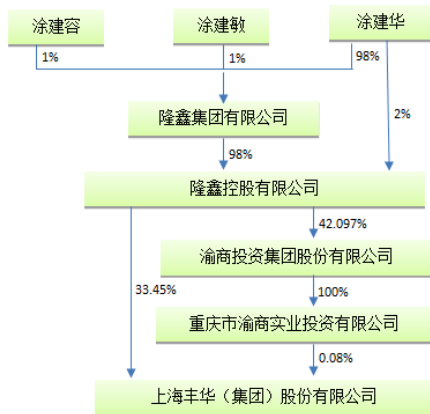 涂建容
涂建敏
涂建华
1%
1%
98%
隆鑫集团有限公司
2%
98%
隆鑫控股有限公司
42.097%
渝商投资集团股份有限公司
33.45%
100%
重庆市渝商实业投资有限公司
0.08%
上海丰华（集团）股份有限公司